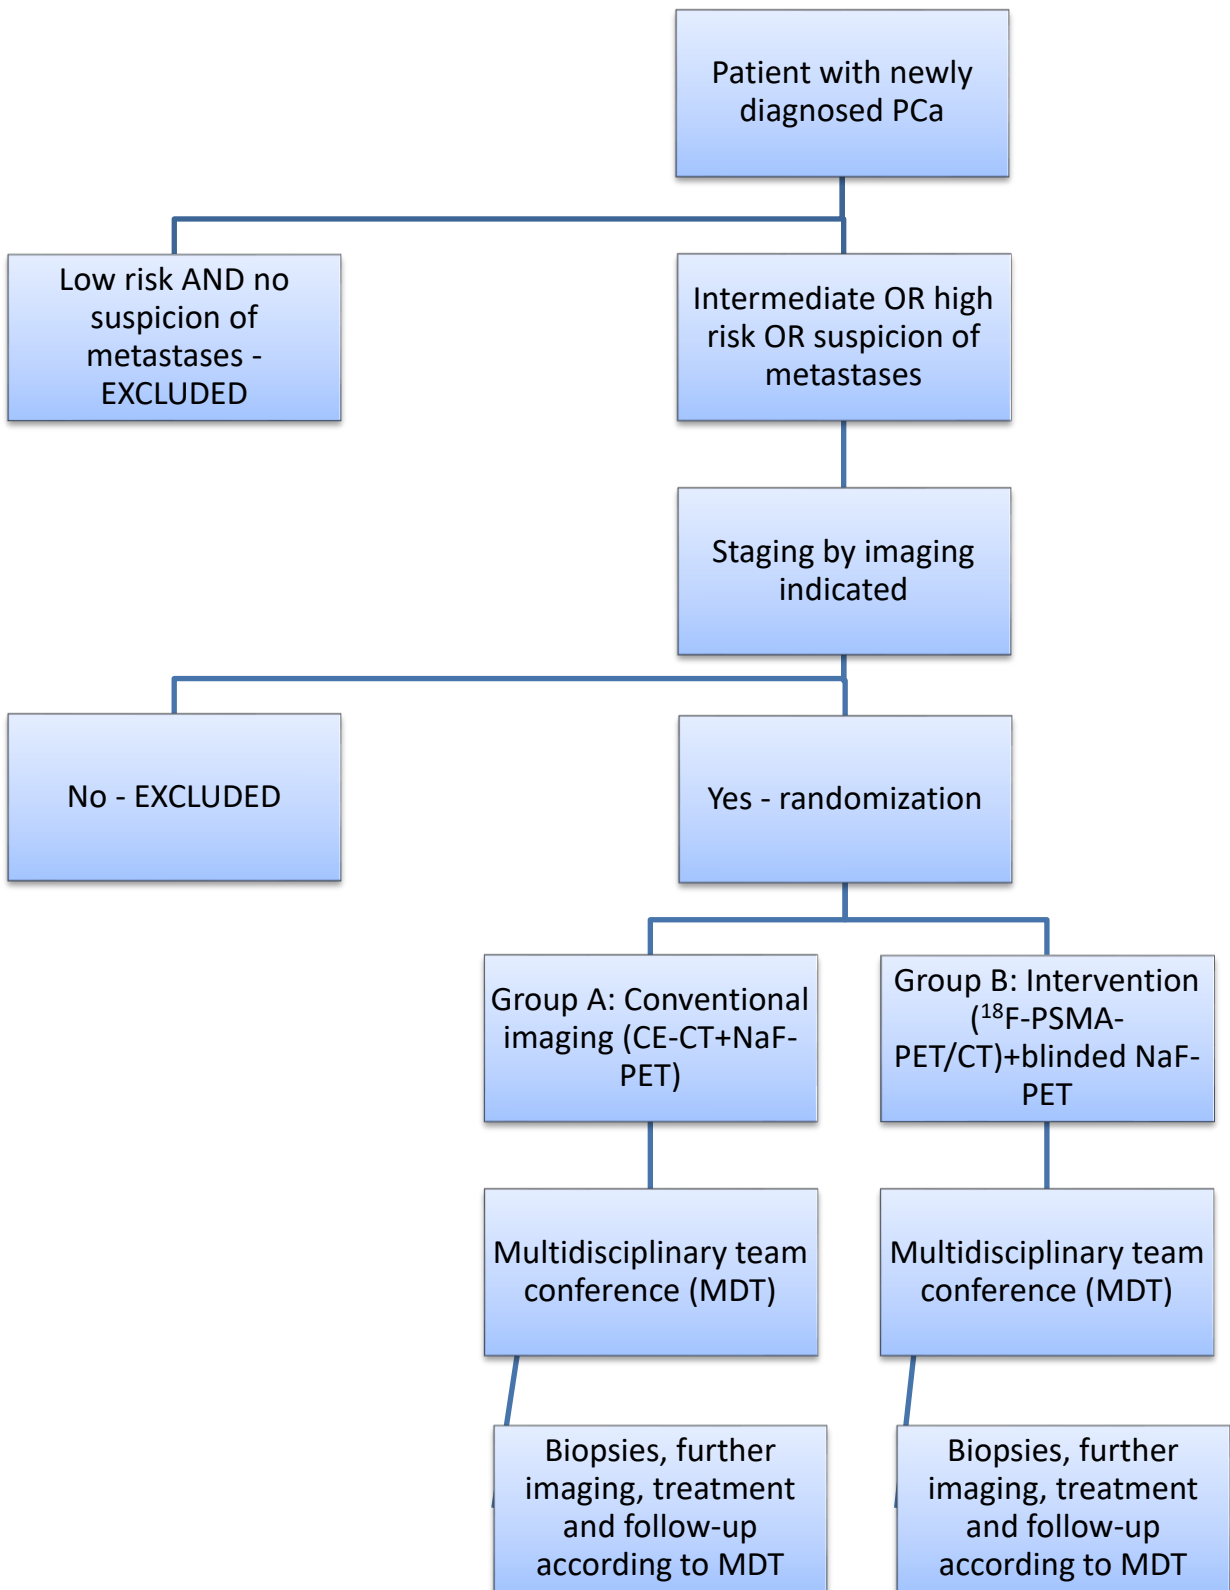 Patient with newly
diagnosed PCa
Low risk AND no
suspicion of
metastases -
EXCLUDED
Intermediate OR high
risk OR suspicion of
metastases
Staging by imaging
indicated
No - EXCLUDED
Yes - randomization
Group A: Conventional
imaging (CE-CT+NaF-
PET)
Group B: Intervention
(¹⁸F-PSMA-
PET/CT)+blinded NaF-
PET
Multidisciplinary team
conference (MDT)
Multidisciplinary team
conference (MDT)
Biopsies, further
imaging, treatment
and follow-up
according to MDT
Biopsies, further
imaging, treatment
and follow-up
according to MDT